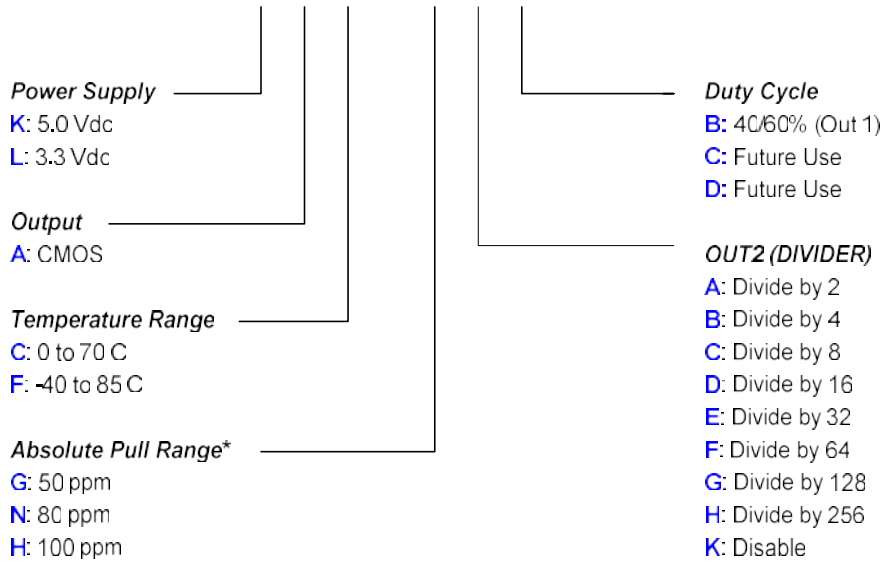 Power Supply
K: 5.0 Vdc
L: 3.3 Vdc
Output
A: CMOS
Temperature Range
C: 0 to 70 C
F: -40 to 85 C
Absolute Pull Range*
G: 50 ppm
N: 80 ppm
H: 100 ppm
Duty Cycle
B: 40/60% (Out 1)
C: Future Use
D: Future Use
OUT2 (DIVIDER)
A: Divide by 2
B: Divide by 4
C: Divide by 8
D: Divide by 16
E: Divide by 32
F: Divide by 64
G: Divide by 128
H: Divide by 256
K: Disable